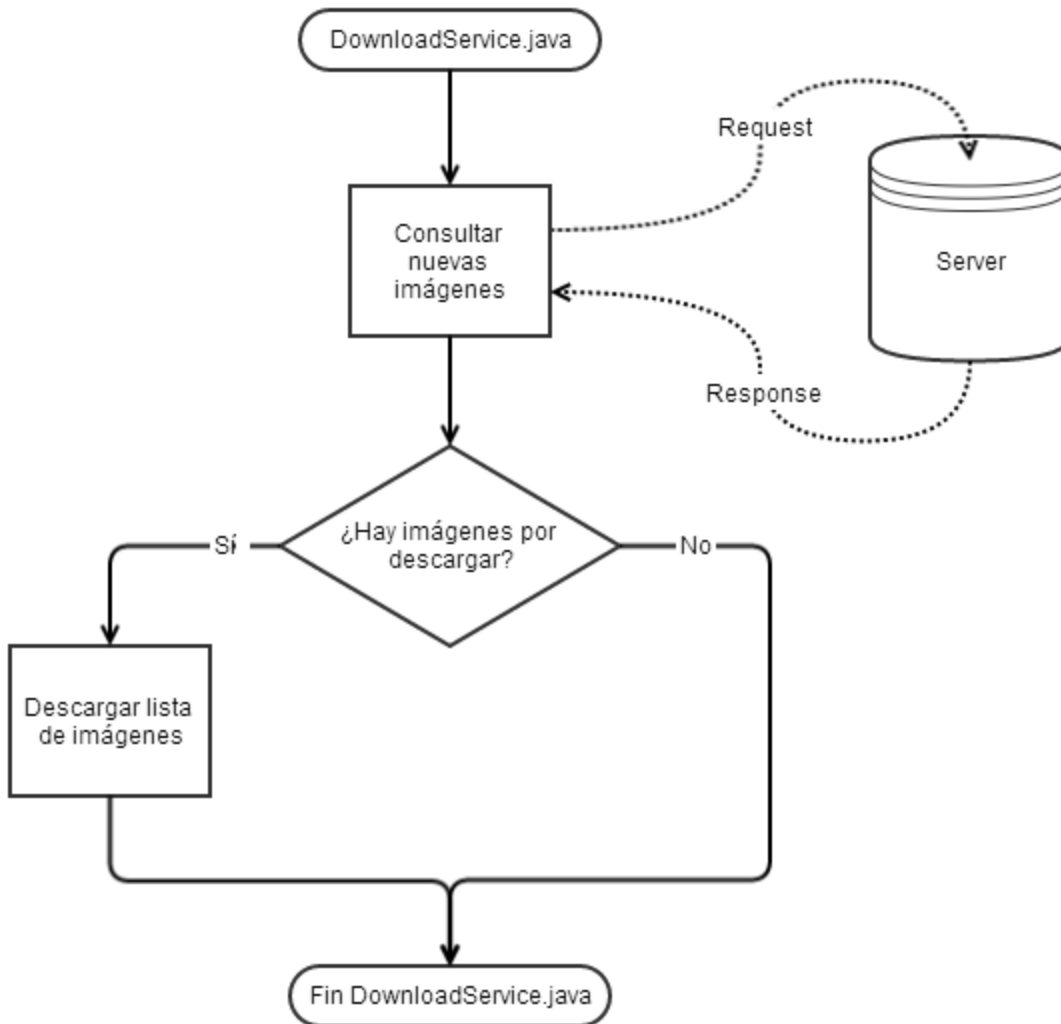 DownloadService.java
Request
Consultar
nuevas
imágenes
Server
Response
¿Hay imágenes por
descargar?
Sí
No
Descargar lista
de imágenes
Fin DownloadService.java